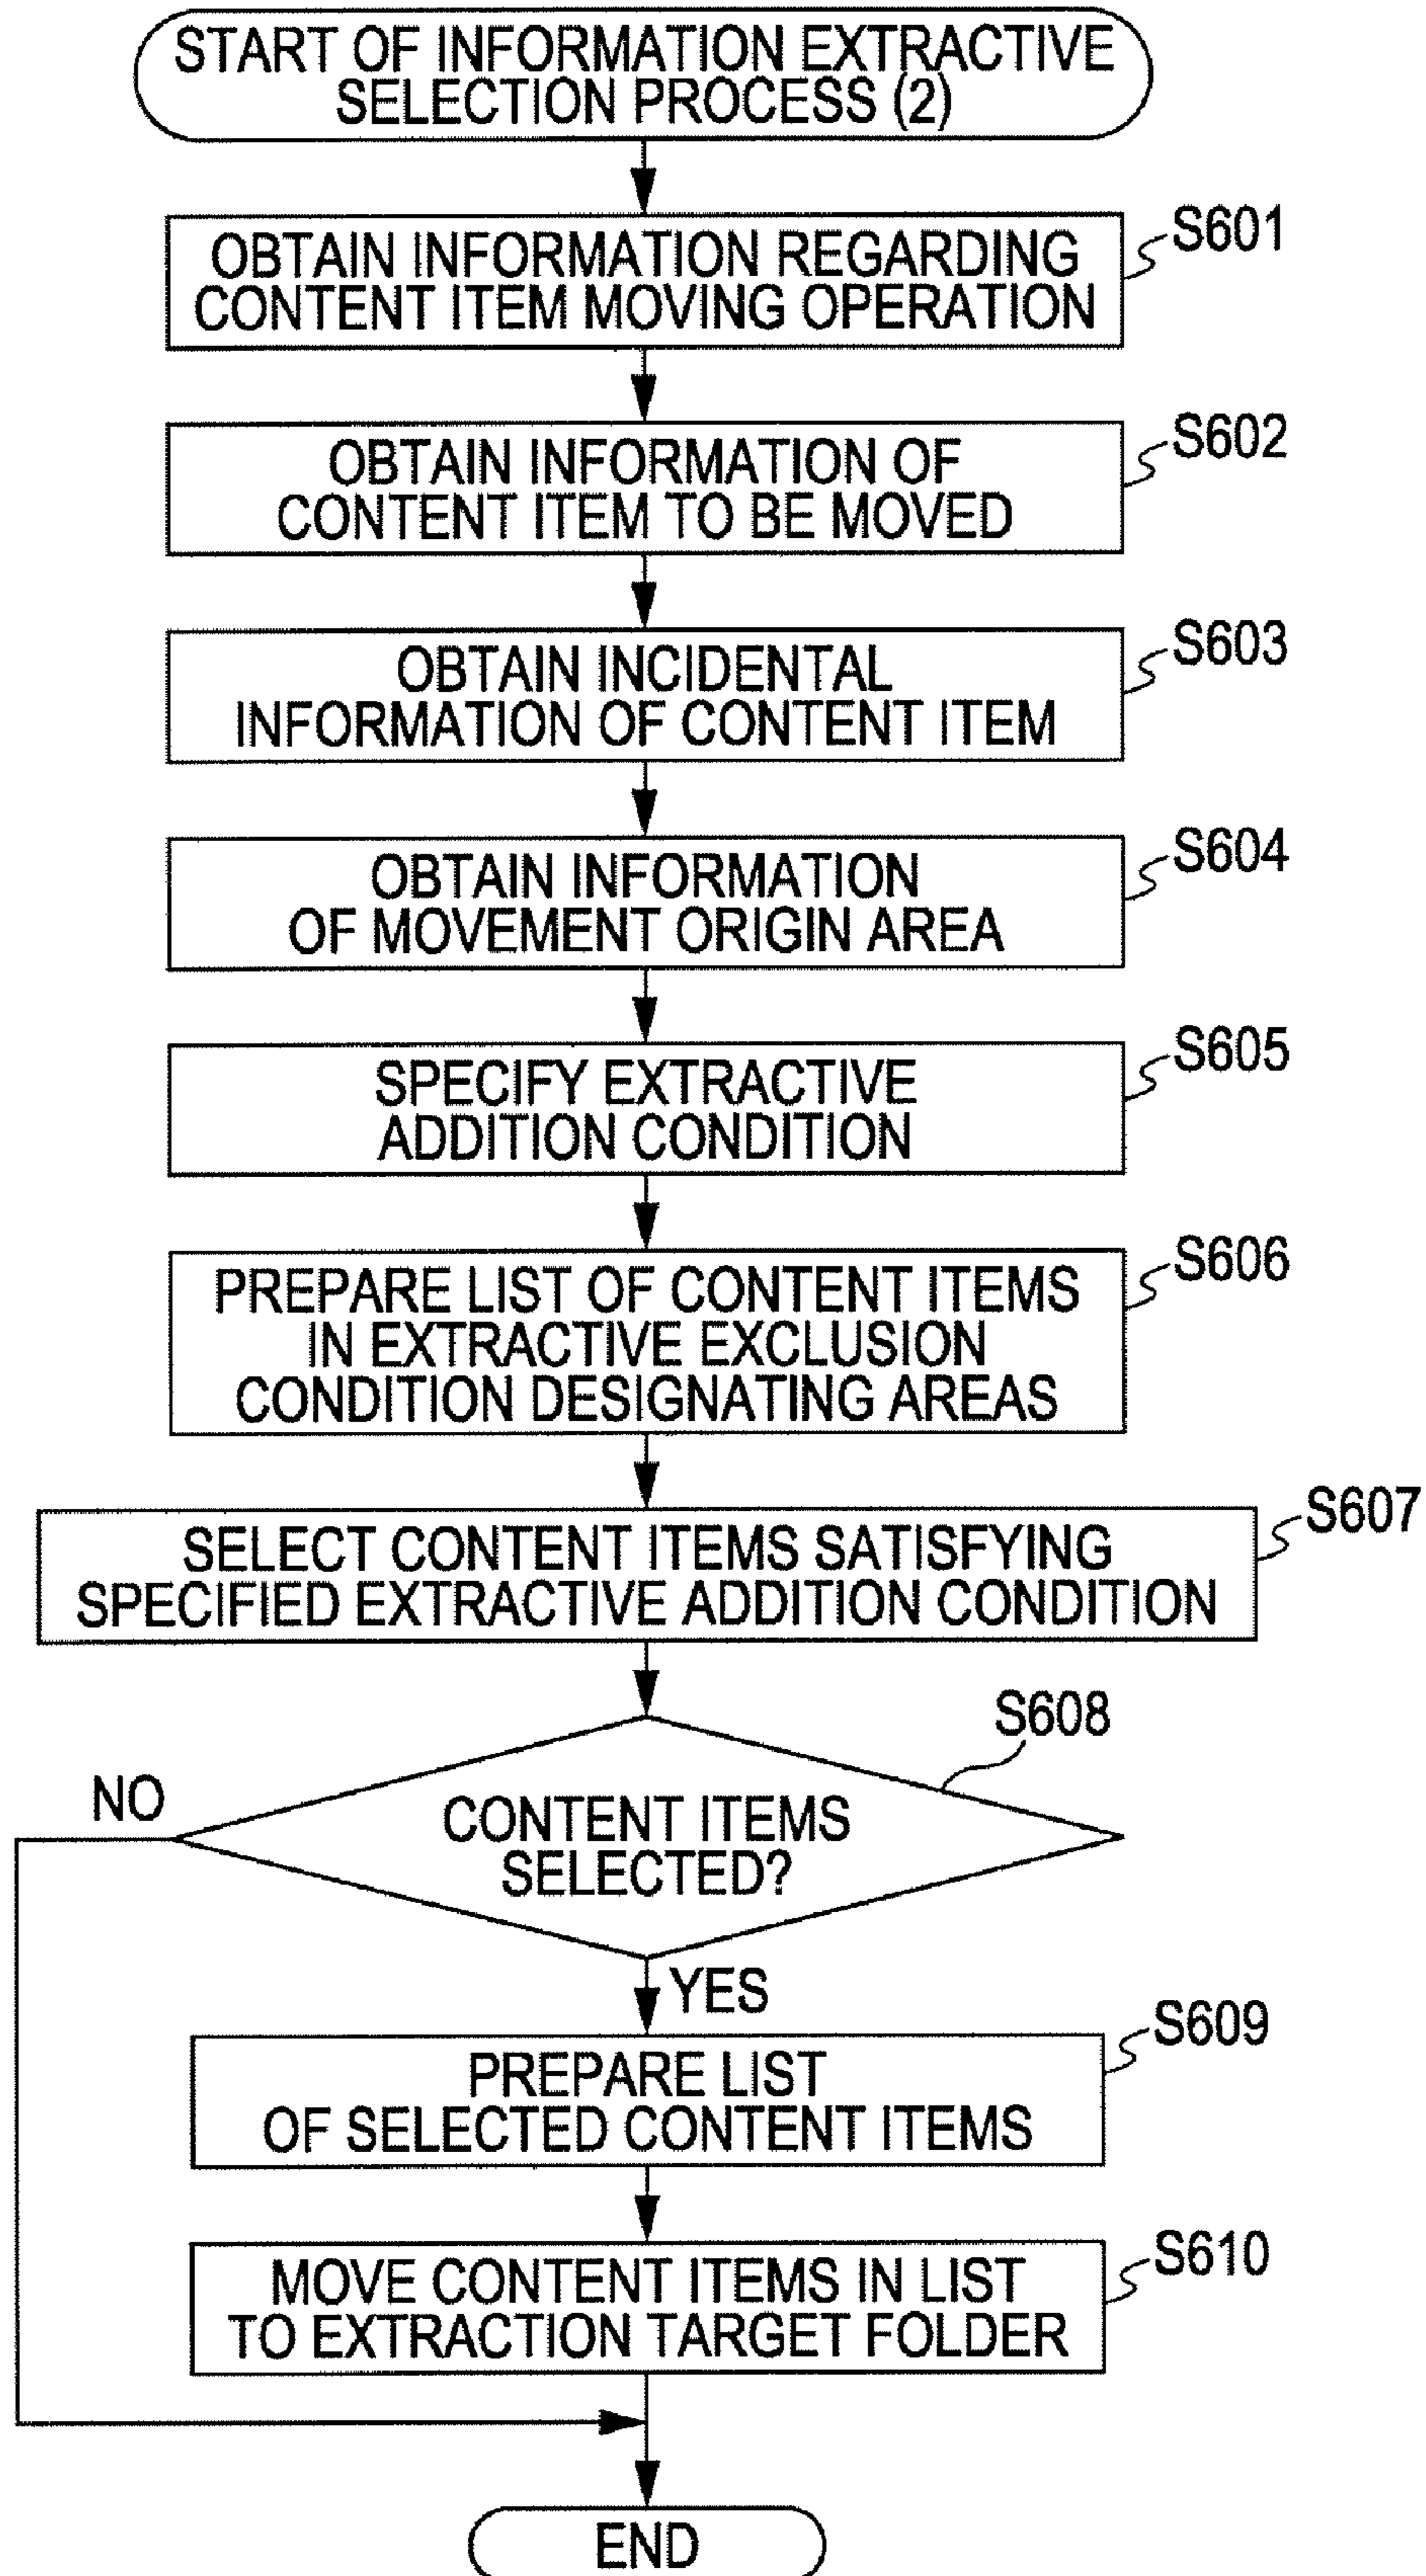 START OF INFORMATION EXTRACTIVE
SELECTION PROCESS (2)
S601
OBTAIN INFORMATION REGARDING
CONTENT ITEM MOVING OPERATION
S602
OBTAIN INFORMATION OF
CONTENT ITEM TO BE MOVED
S603
OBTAIN INCIDENTAL
INFORMATION OF CONTENT ITEM
S604
OBTAIN INFORMATION
OF MOVEMENT ORIGIN AREA
S605
SPECIFY EXTRACTIVE
ADDITION CONDITION
S606
PREPARE LIST OF CONTENT ITEMS
IN EXTRACTIVE EXCLUSION
CONDITION DESIGNATING AREAS
S607
SELECT CONTENT ITEMS SATISFYING
SPECIFIED EXTRACTIVE ADDITION CONDITION
S608
NO
CONTENT ITEMS
SELECTED?
YES
S609
PREPARE LIST
OF SELECTED CONTENT ITEMS
S610
MOVE CONTENT ITEMS IN LIST
TO EXTRACTION TARGET FOLDER
END